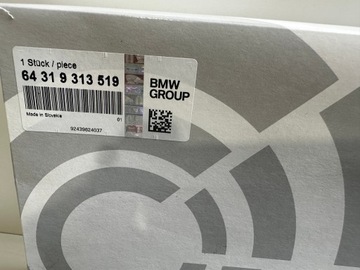 1 Stück / piece
64 31 9 313 519
BMW
GROUP
Made in Slovakia
01
92439824037